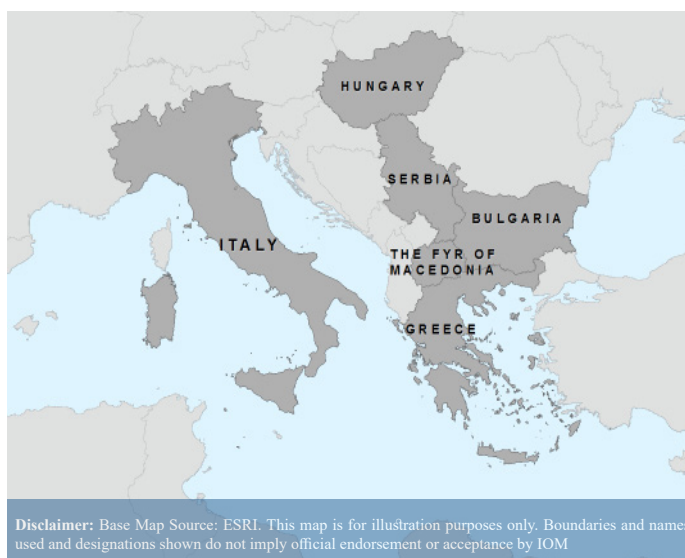 HUNGARY
SERBIA
BULGARIA
ITALY
THE FYR OF
MACEDONIA
GREECE
Disclaimer: Base Map Source: ESRI. This map is for illustration purposes only. Boundaries and names
used and designations shown do not imply official endorsement or acceptance by IOM